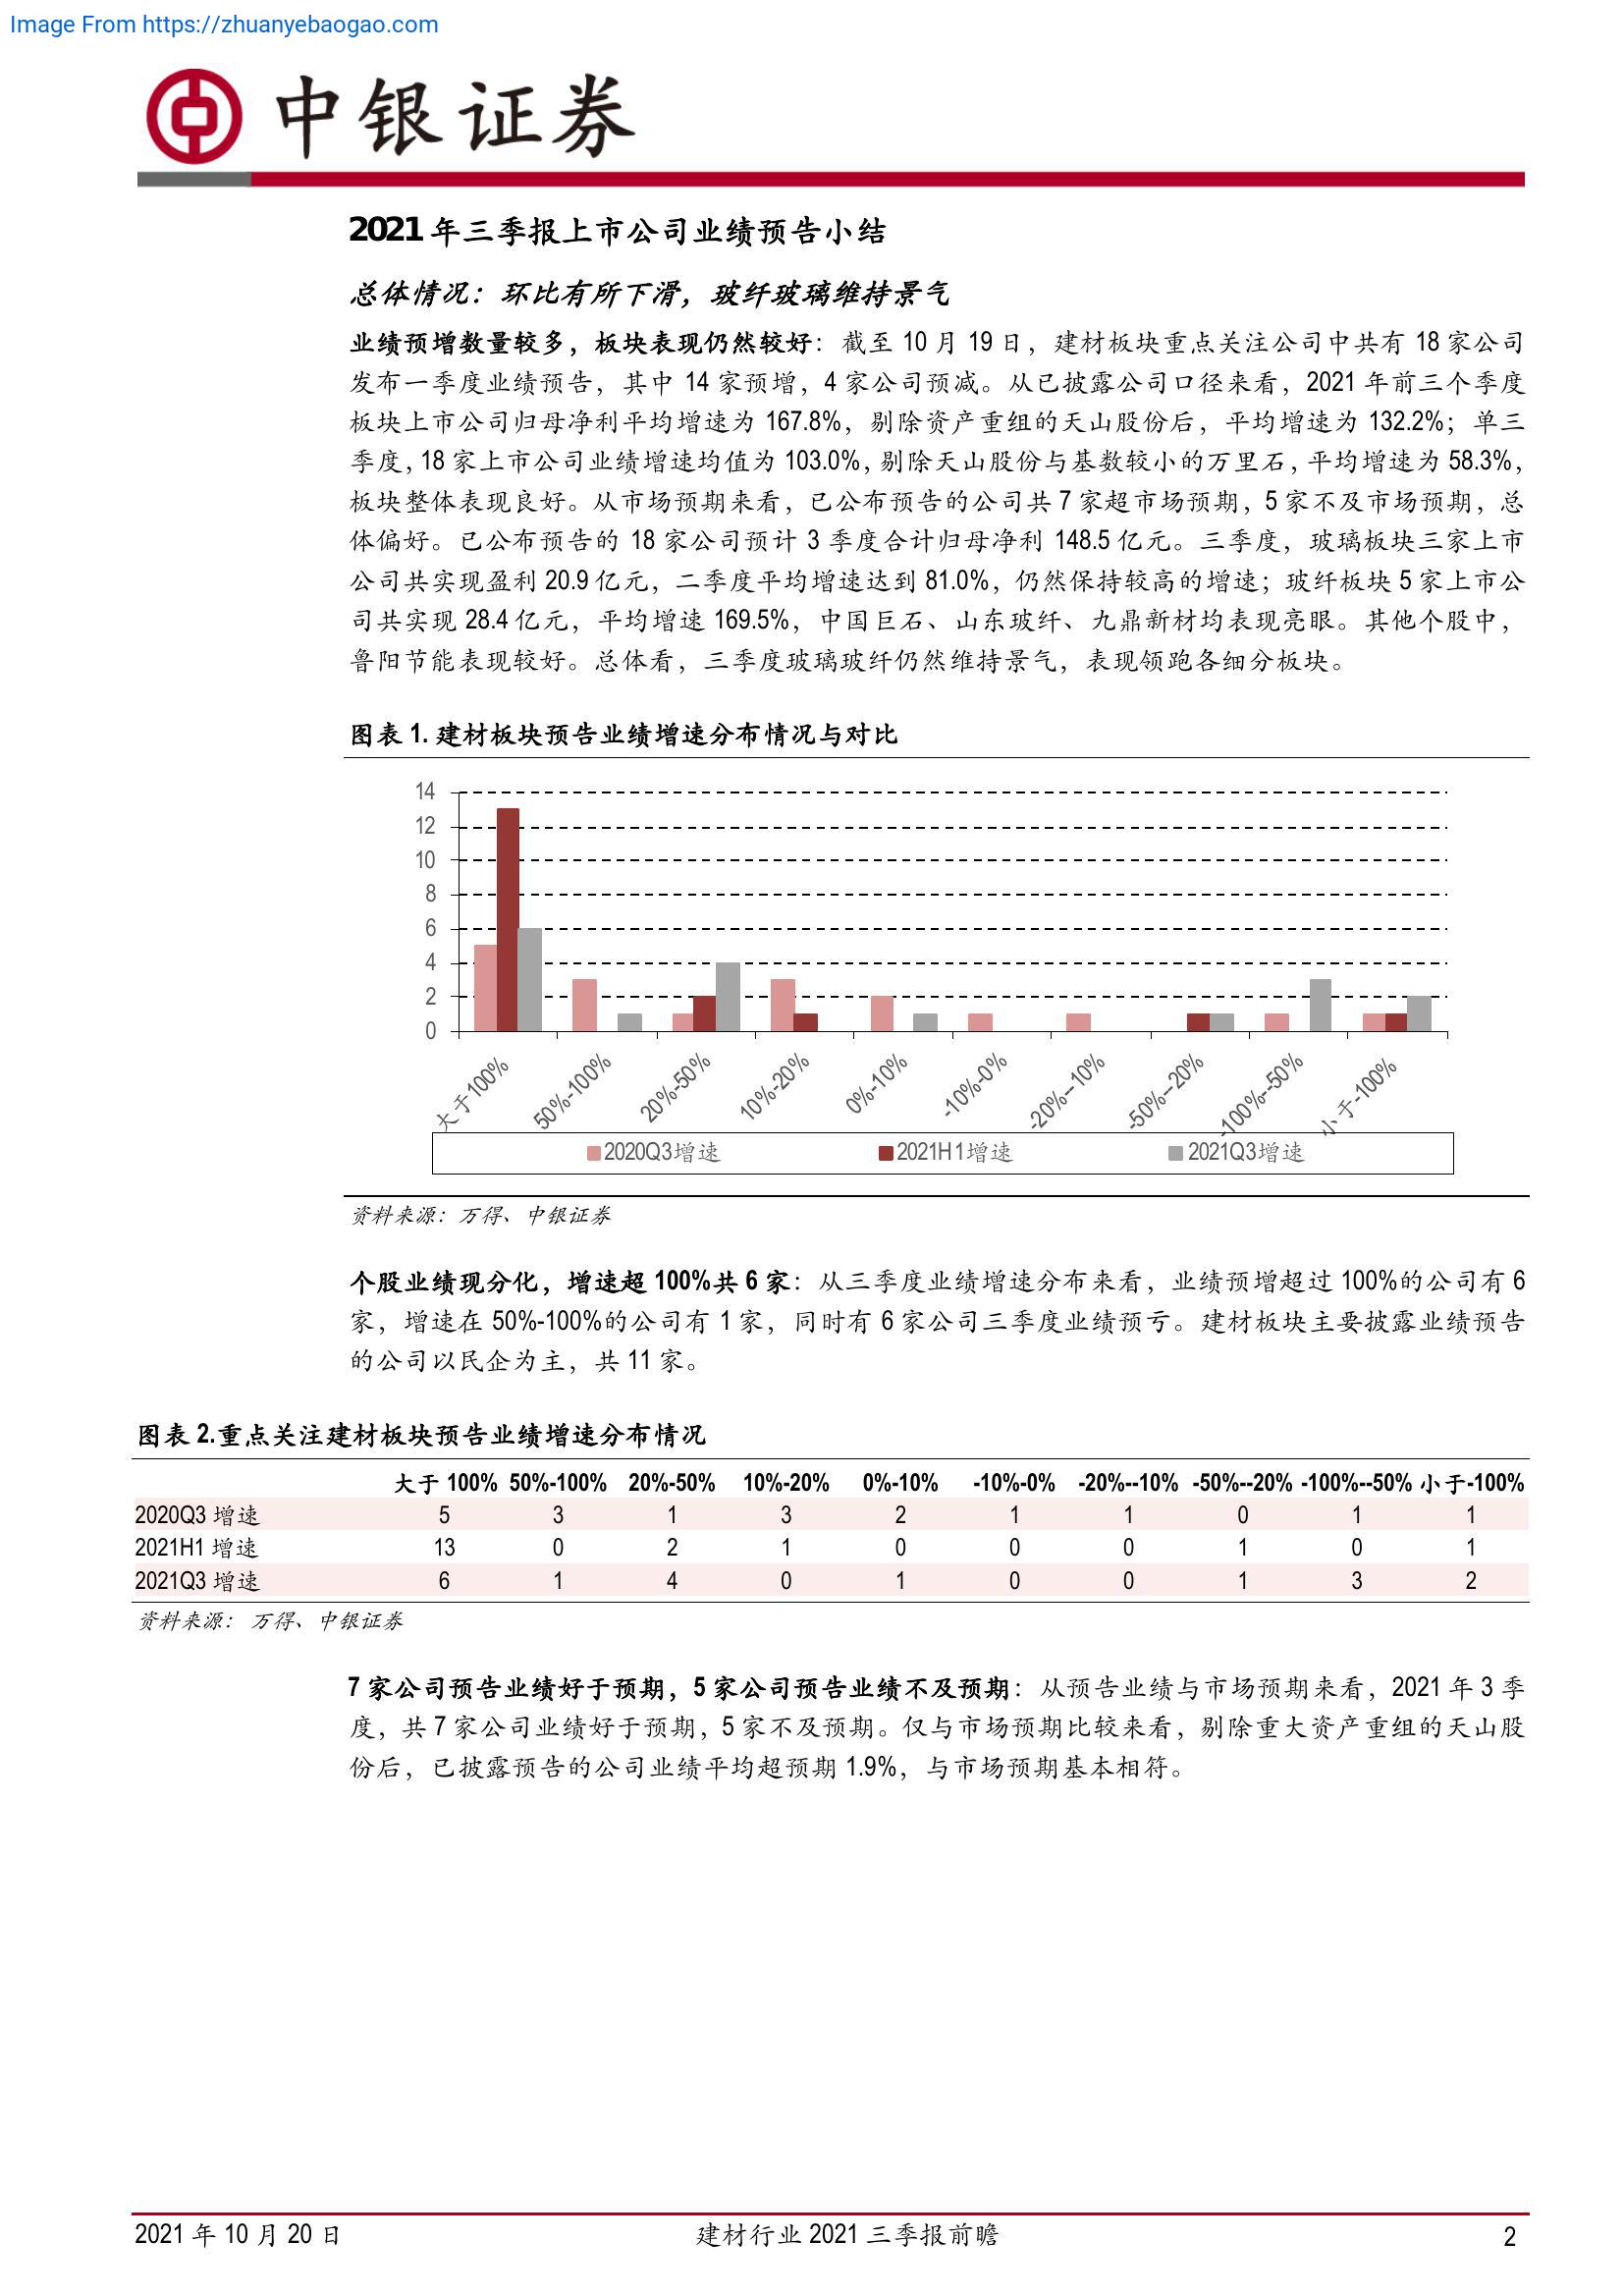 Image From https://zhuanyebaogao.com
中银证券
2021 年三季报上市公司业绩预告小结
总体情况：环比有所下滑，玻纤玻璃维持景气
业绩预增数量较多，板块表现仍然较好：截至 10 月 19 日，建材板块重点关注公司中共有 18 家公司
发布一季度业绩预告，其中 14 家预增，4 家公司预减。从已披露公司口径来看，2021 年前三个季度
板块上市公司归母净利平均增速为 167.8%，剔除资产重组的天山股份后，平均增速为 132.2%；单三
季度，18 家上市公司业绩增速均值为 103.0%，剔除天山股份与基数较小的万里石，平均增速为 58.3%，
板块整体表现良好。从市场预期来看，已公布预告的公司共 7 家超市场预期，5 家不及市场预期，总
体偏好。已公布预告的 18 家公司预计 3 季度合计归母净利 148.5 亿元。三季度，玻璃板块三家上市
公司共实现盈利 20.9 亿元，二季度平均增速达到 81.0%，仍然保持较高的增速；玻纤板块 5 家上市公
司共实现 28.4 亿元，平均增速 169.5%，中国巨石、山东玻纤、九鼎新材均表现亮眼。其他个股中，
鲁阳节能表现较好。总体看，三季度玻璃玻纤仍然维持景气，表现领跑各细分板块。
图表 1. 建材板块预告业绩增速分布情况与对比
14
12
10
8
6
4
2
0
大于100% 50%-100% 20%-50% 10%-20% 0%-10% -10%-0% -20%--10% -50%--20% -100%--50% 小于-100%
2020Q3增速 2021H1增速 2021Q3增速
资料来源：万得、中银证券
个股业绩现分化，增速超 100%共 6 家：从三季度业绩增速分布来看，业绩预增超过 100%的公司有 6
家，增速在 50%-100%的公司有 1 家，同时有 6 家公司三季度业绩预亏。建材板块主要披露业绩预告
的公司以民企为主，共 11 家。
图表 2.重点关注建材板块预告业绩增速分布情况
大于 100% 50%-100% 20%-50% 10%-20% 0%-10% -10%-0% -20%--10% -50%--20% -100%--50% 小于-100%
2020Q3 增速 5 3 1 3 2 1 1 0 1 1
2021H1 增速 13 0 2 1 0 0 0 1 0 1
2021Q3 增速 6 1 4 0 1 0 0 1 3 2
资料来源： 万得、中银证券
7 家公司预告业绩好于预期，5 家公司预告业绩不及预期：从预告业绩与市场预期来看，2021 年 3 季
度，共 7 家公司业绩好于预期，5 家不及预期。仅与市场预期比较来看，剔除重大资产重组的天山股
份后，已披露预告的公司业绩平均超预期 1.9%，与市场预期基本相符。
2021 年 10 月 20 日 建材行业 2021 三季报前瞻 2